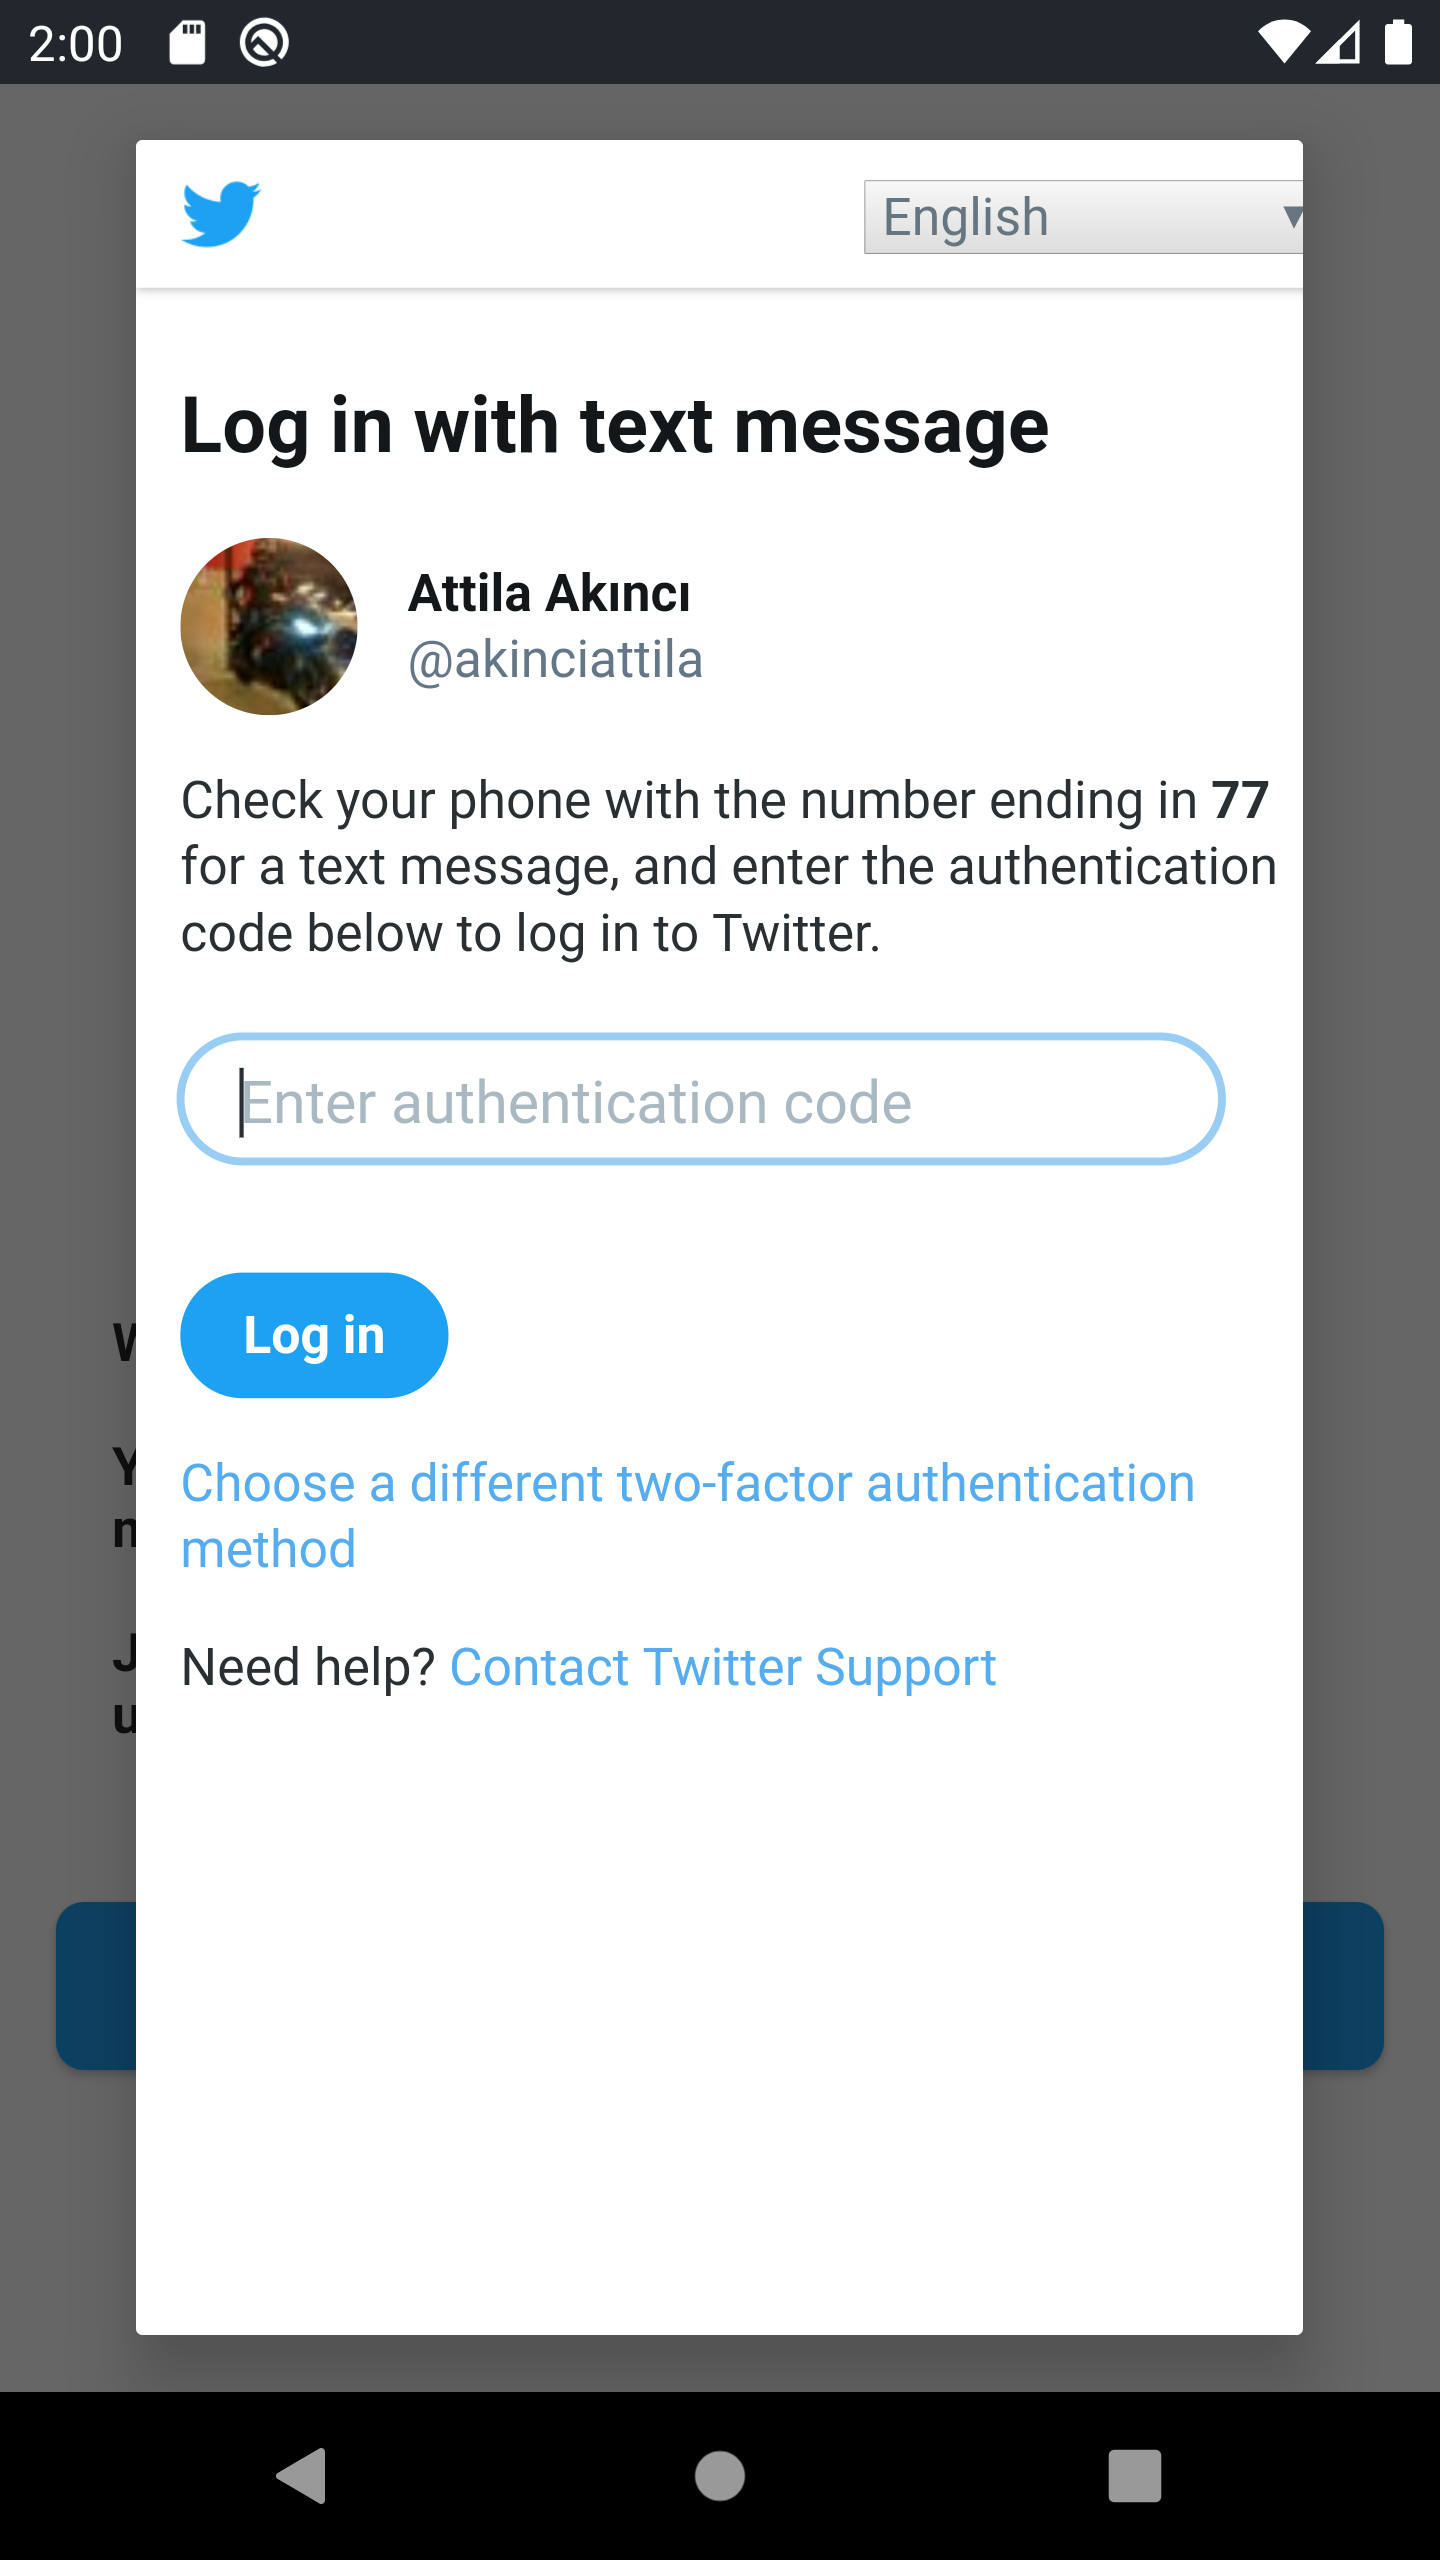 2:00
English
Log in with text message
Attila Akıncı
@akinciattila
Check your phone with the number ending in 77
for a text message, and enter the authentication
code below to log in to Twitter.
Enter authentication code
Log in
Choose a different two-factor authentication
method
Need help? Contact Twitter Support